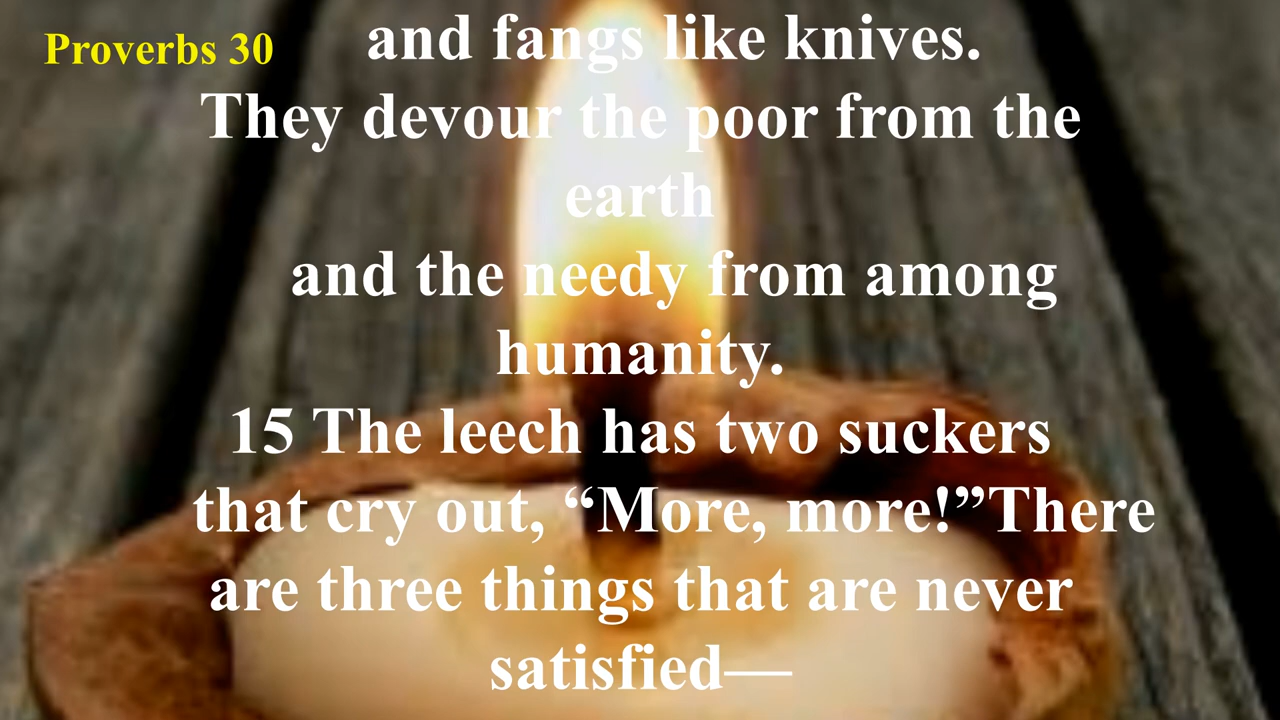 Proverbs 30
and fangs like knives.
They devour the poor from the
earth
and the needy from among
humanity.
15 The leech has two suckers
that cry out, “More, more!”There
are three things that are never
satisfied—